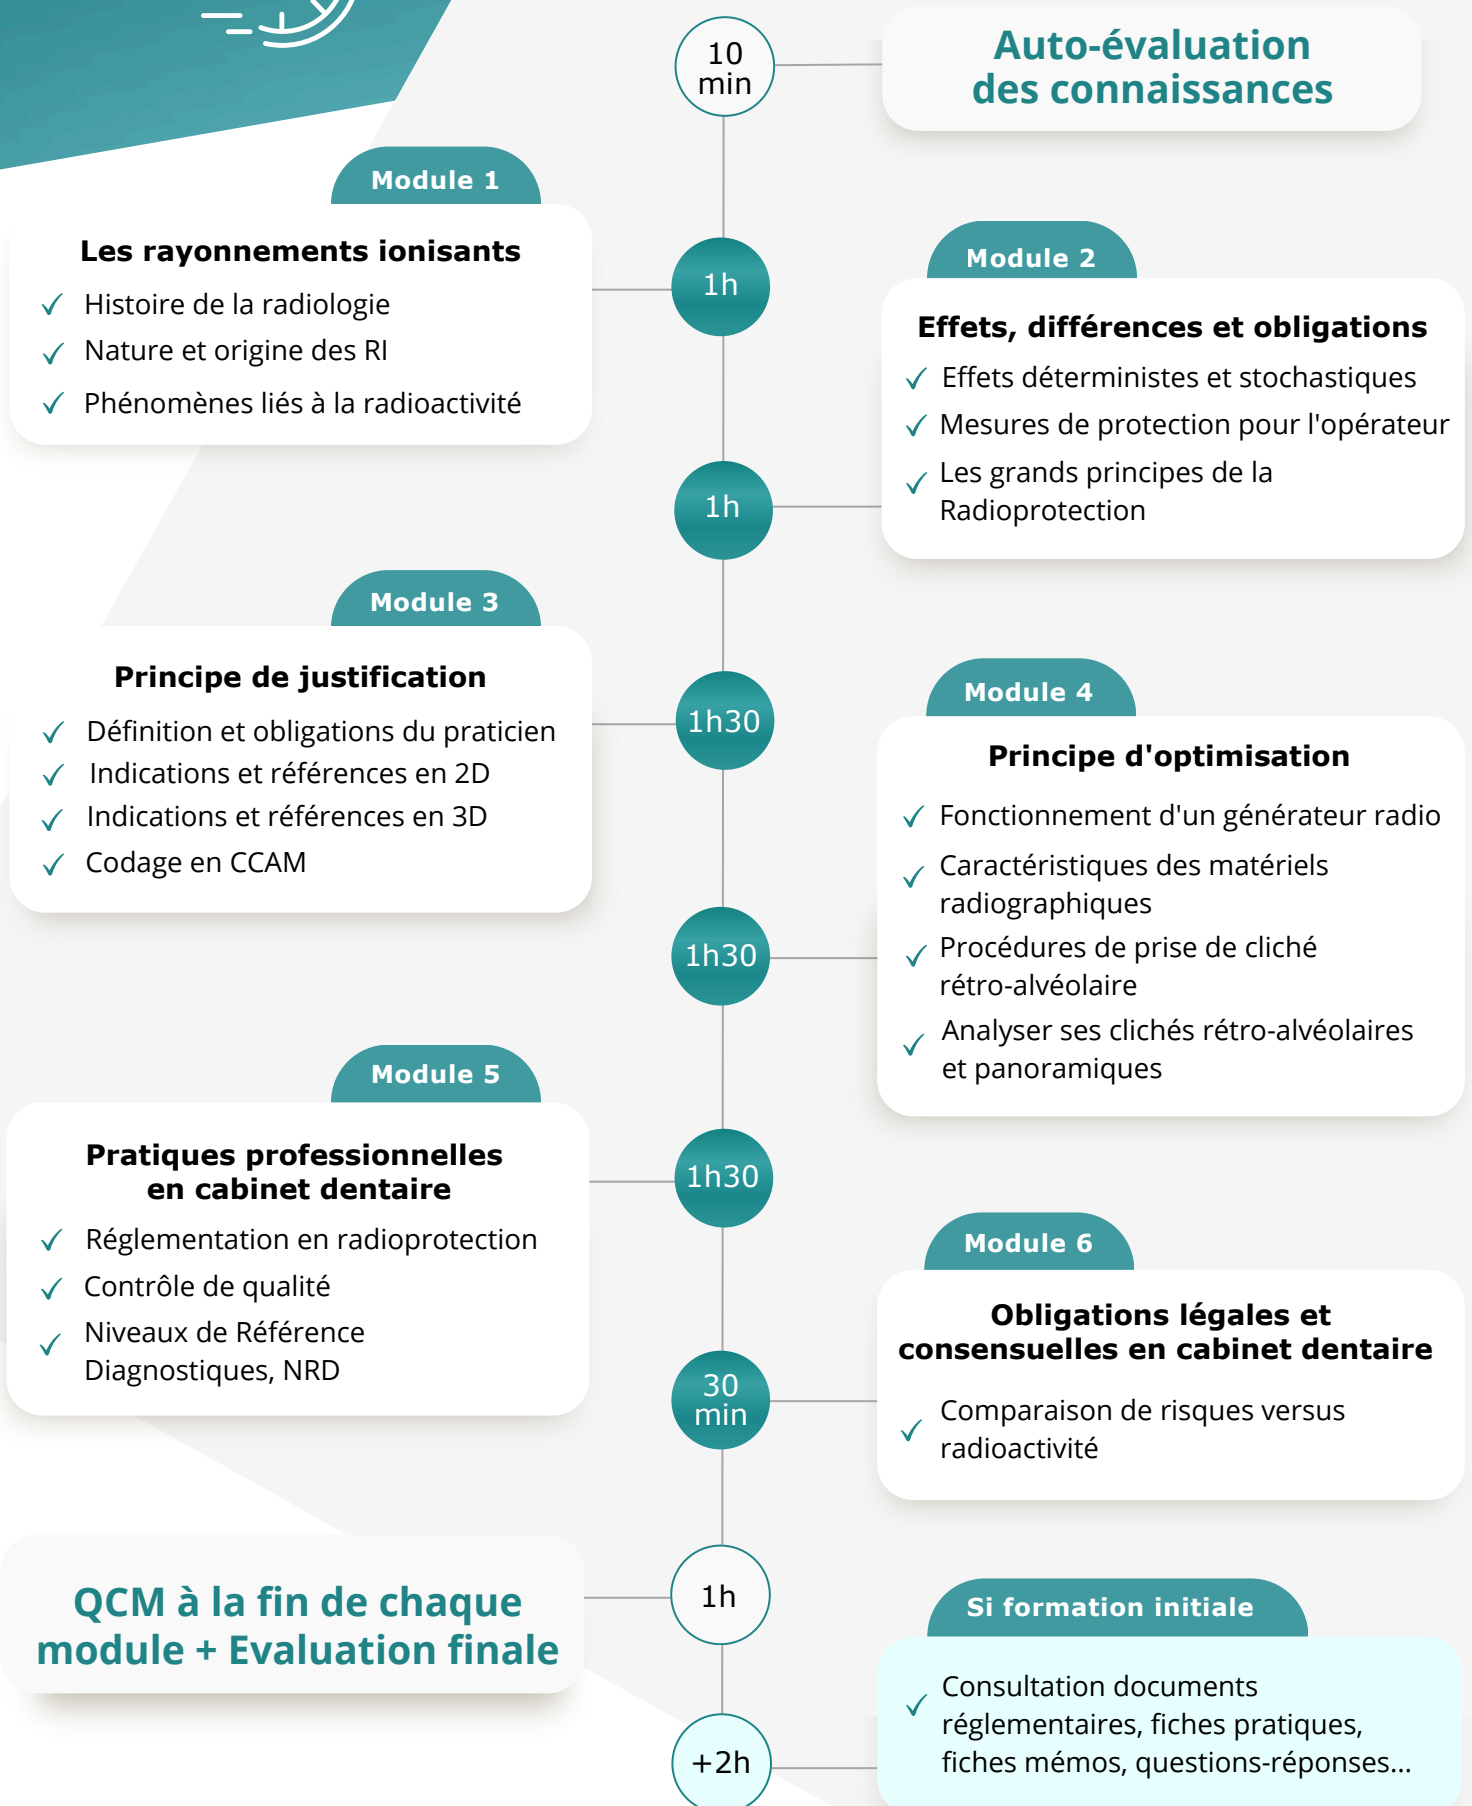 10
min
Auto-évaluation
des connaissances
Module 1
Les rayonnements ionisants
Histoire de la radiologie
Nature et origine des RI
Phénomènes liés à la radioactivité
1h
Module 2
Effets, différences et obligations
Effets déterministes et stochastiques
Mesures de protection pour l'opérateur
Les grands principes de la
Radioprotection
1h
Module 3
Principe de justification
Définition et obligations du praticien
Indications et références en 2D
Indications et références en 3D
Codage en CCAM
1h30
Module 4
Principe d'optimisation
Fonctionnement d'un générateur radio
Caractéristiques des matériels
radiographiques
Procédures de prise de cliché
rétro-alvéolaire
Analyser ses clichés rétro-alvéolaires
et panoramiques
1h30
Module 5
Pratiques professionnelles
en cabinet dentaire
Réglementation en radioprotection
Contrôle de qualité
Niveaux de Référence
Diagnostiques, NRD
1h30
Module 6
Obligations légales et
consensuelles en cabinet dentaire
Comparaison de risques versus
radioactivité
30
min
QCM à la fin de chaque
module + Evaluation finale
1h
Si formation initiale
Consultation documents
réglementaires, fiches pratiques,
fiches mémos, questions-réponses...
+2h